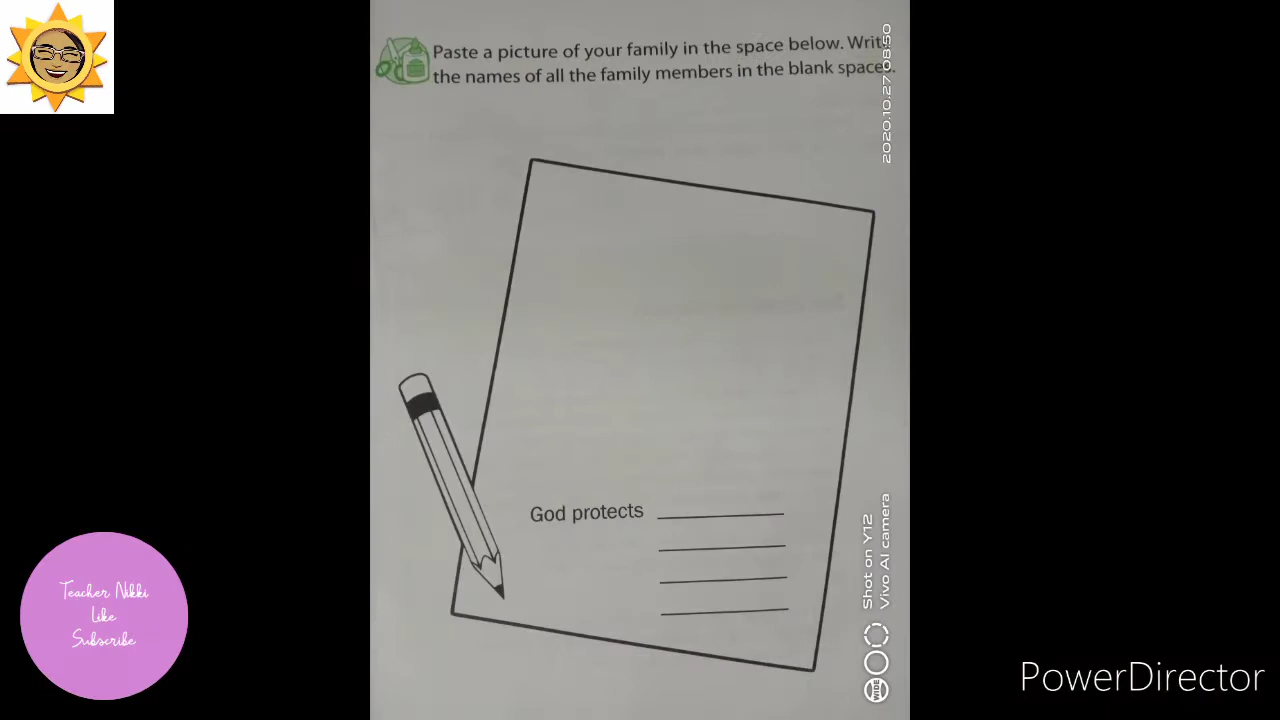 Paste a picture of your family in the space below. Write
the names of all the family members in the blank spaces.
2020.10.27 08:50
God protects
Shot on Y12
Vivo AI camera
WIDE
Teacher Nikki
Like
Subscribe
PowerDirector